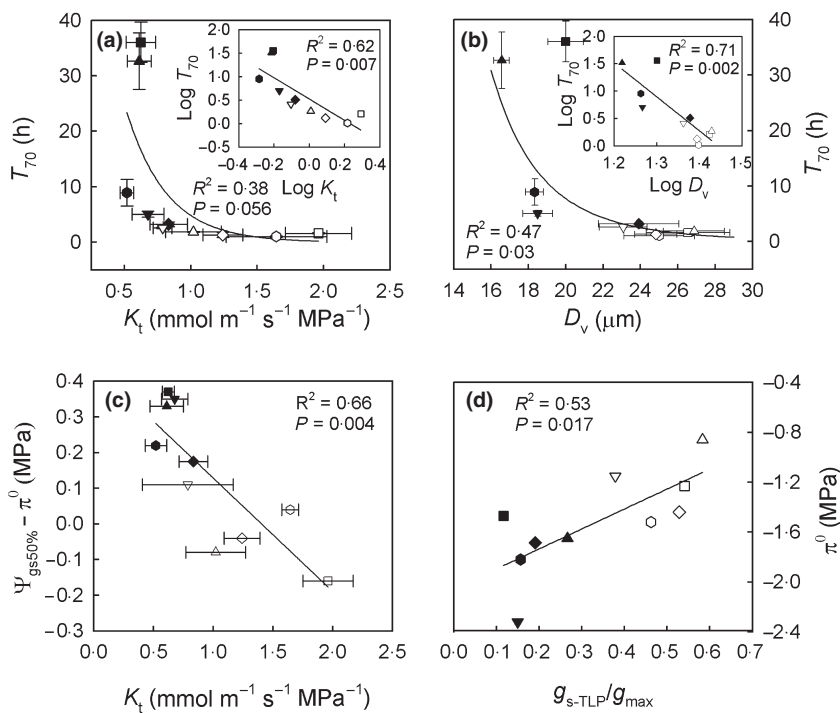 (a)
R² = 0·62
P = 0·007
Log T₇₀
2·0
1·5
1·0
0·5
0·0
−0·4 −0·2 0·0 0·2 0·4
Log Kₜ
R² = 0·38
P = 0·056
T₇₀ (h)
40
30
20
10
0
0·5 1·0 1·5 2·0 2·5
Kₜ (mmol m⁻¹ s⁻¹ MPa⁻¹)
(b)
R² = 0·71
P = 0·002
Log T₇₀
2·0
1·5
1·0
0·5
0·0
1·2 1·3 1·4 1·5
Log Dᵥ
R² = 0·47
P = 0·03
T₇₀ (h)
40
30
20
10
0
14 16 18 20 22 24 26 28
Dᵥ (µm)
(c)
R² = 0·66
P = 0·004
Ψgs50% − π⁰ (MPa)
0·4
0·3
0·2
0·1
0·0
−0·1
−0·2
−0·3
0·0 0·5 1·0 1·5 2·0 2·5
Kₜ (mmol m⁻¹ s⁻¹ MPa⁻¹)
(d)
R² = 0·53
P = 0·017
−0·4
−0·8
−1·2
−1·6
−2·0
−2·4
π⁰ (MPa)
0·0 0·1 0·2 0·3 0·4 0·5 0·6 0·7
gs-TLP/gmax